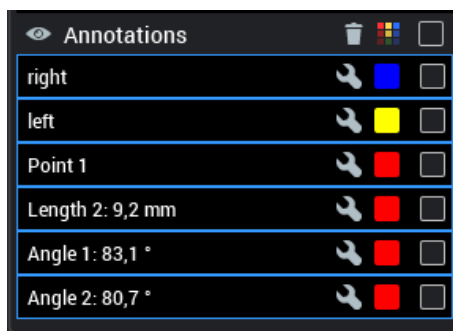 Annotations
right
left
Point 1
Length 2: 9,2 mm
Angle 1: 83,1 °
Angle 2: 80,7 °